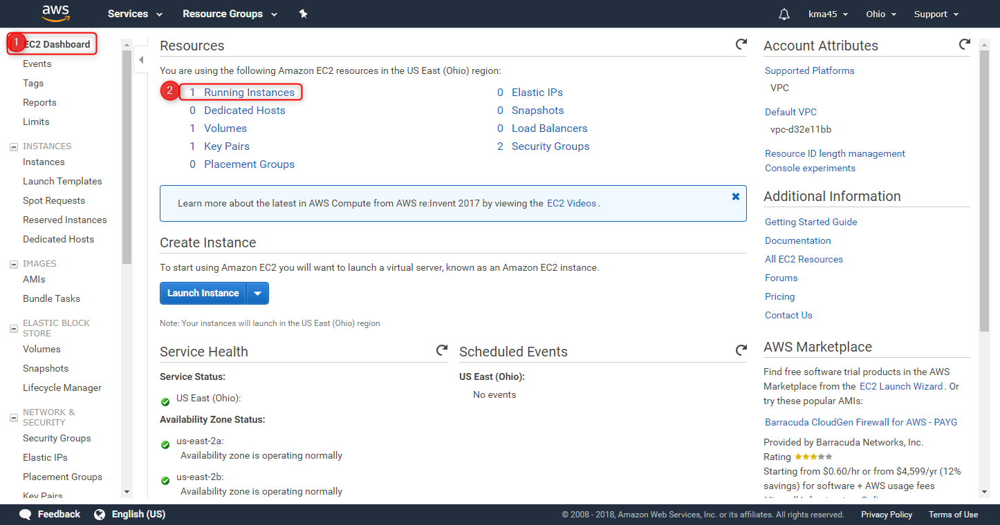 aws
Services
Resource Groups
kma45
Ohio
Support
1
EC2 Dashboard
Events
Tags
Reports
Limits
INSTANCES
Instances
Launch Templates
Spot Requests
Reserved Instances
Dedicated Hosts
IMAGES
AMIs
Bundle Tasks
ELASTIC BLOCK
STORE
Volumes
Snapshots
Lifecycle Manager
NETWORK &
SECURITY
Security Groups
Elastic IPs
Placement Groups
Key Pairs
Resources
You are using the following Amazon EC2 resources in the US East (Ohio) region:
2
1 Running Instances
0 Dedicated Hosts
1 Volumes
1 Key Pairs
0 Placement Groups
0 Elastic IPs
0 Snapshots
0 Load Balancers
2 Security Groups
Learn more about the latest in AWS Compute from AWS re:Invent 2017 by viewing the EC2 Videos.
Create Instance
To start using Amazon EC2 you will want to launch a virtual server, known as an Amazon EC2 instance.
Launch Instance
Note: Your instances will launch in the US East (Ohio) region
Service Health
Service Status:
US East (Ohio):
Availability Zone Status:
us-east-2a:
Availability zone is operating normally
us-east-2b:
Availability zone is operating normally
Scheduled Events
US East (Ohio):
No events
Account Attributes
Supported Platforms
VPC
Default VPC
vpc-d32e11bb
Resource ID length management
Console experiments
Additional Information
Getting Started Guide
Documentation
All EC2 Resources
Forums
Pricing
Contact Us
AWS Marketplace
Find free software trial products in the AWS
Marketplace from the EC2 Launch Wizard. Or
try these popular AMIs:
Barracuda CloudGen Firewall for AWS - PAYG
Provided by Barracuda Networks, Inc.
Rating
Starting from $0.60/hr or from $4,599/yr (12%
savings) for software + AWS usage fees
Feedback
English (US)
© 2008 - 2018, Amazon Web Services, Inc. or its affiliates. All rights reserved.
Privacy Policy
Terms of Use